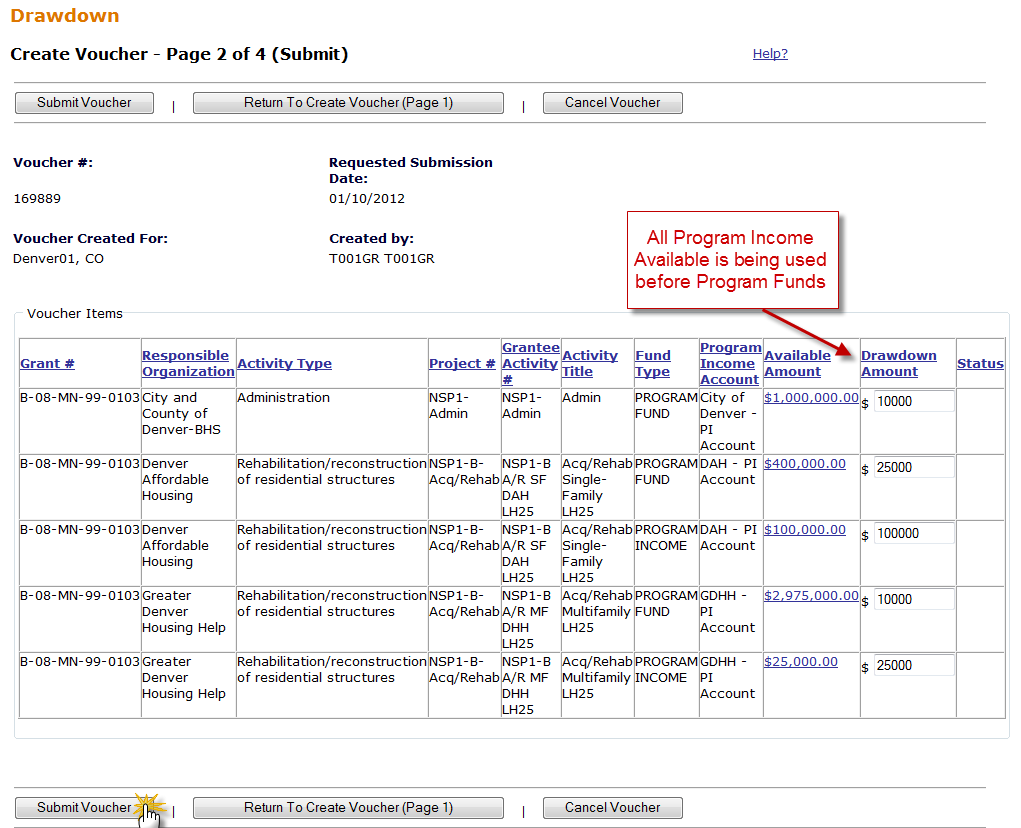 Drawdown
Create Voucher - Page 2 of 4 (Submit)
Help?
Submit Voucher | Return To Create Voucher (Page 1) | Cancel Voucher
Voucher #:
169889
Requested Submission
Date:
01/10/2012
Voucher Created For:
Denver01, CO
Created by:
T001GR T001GR
All Program Income
Available is being used
before Program Funds
Voucher Items
Grant #
Responsible
Organization
Activity Type
Project #
Grantee
Activity
#
Activity
Title
Fund
Type
Program
Income
Account
Available
Amount
Drawdown
Amount
Status
B-08-MN-99-0103
City and
County of
Denver-BHS
Administration
NSP1-
Admin
NSP1-
Admin
Admin
PROGRAM
FUND
City of
Denver -
PI
Account
$1,000,000.00
$ 10000
B-08-MN-99-0103
Denver
Affordable
Housing
Rehabilitation/reconstruction
of residential structures
NSP1-B-
Acq/Rehab
NSP1-B
A/R SF
DAH
LH25
Acq/Rehab
Single-
Family
LH25
PROGRAM
FUND
DAH - PI
Account
$400,000.00
$ 25000
B-08-MN-99-0103
Denver
Affordable
Housing
Rehabilitation/reconstruction
of residential structures
NSP1-B-
Acq/Rehab
NSP1-B
A/R SF
DAH
LH25
Acq/Rehab
Single-
Family
LH25
PROGRAM
INCOME
DAH - PI
Account
$100,000.00
$ 100000
B-08-MN-99-0103
Greater
Denver
Housing Help
Rehabilitation/reconstruction
of residential structures
NSP1-B-
Acq/Rehab
NSP1-B
A/R MF
DHH
LH25
Acq/Rehab
Multifamily
LH25
PROGRAM
FUND
GDHH -
PI
Account
$2,975,000.00
$ 10000
B-08-MN-99-0103
Greater
Denver
Housing Help
Rehabilitation/reconstruction
of residential structures
NSP1-B-
Acq/Rehab
NSP1-B
A/R MF
DHH
LH25
Acq/Rehab
Multifamily
LH25
PROGRAM
INCOME
GDHH -
PI
Account
$25,000.00
$ 25000
Submit Voucher | Return To Create Voucher (Page 1) | Cancel Voucher